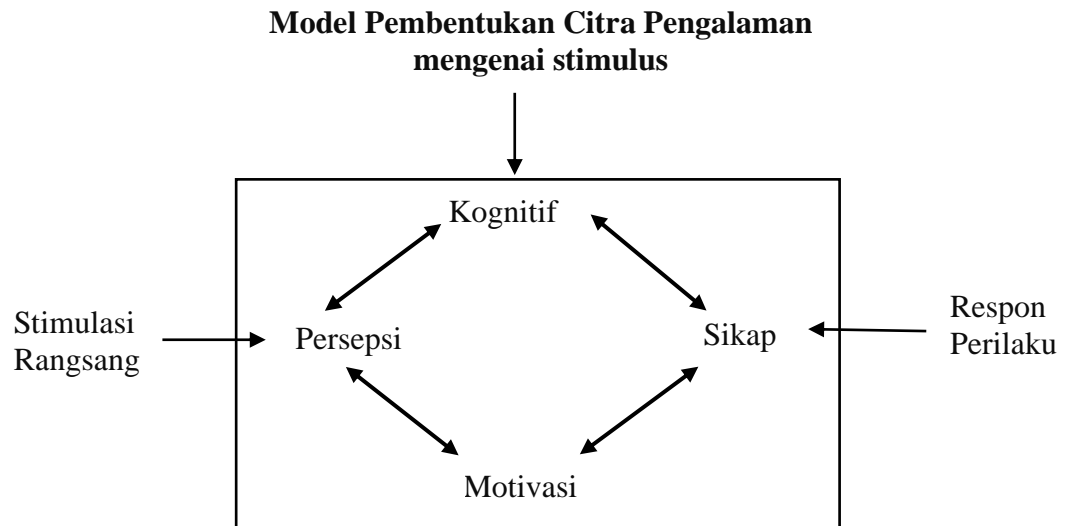 Model Pembentukan Citra Pengalaman
mengenai stimulus
Kognitif
Stimulasi
Rangsang
Persepsi
Sikap
Respon
Perilaku
Motivasi